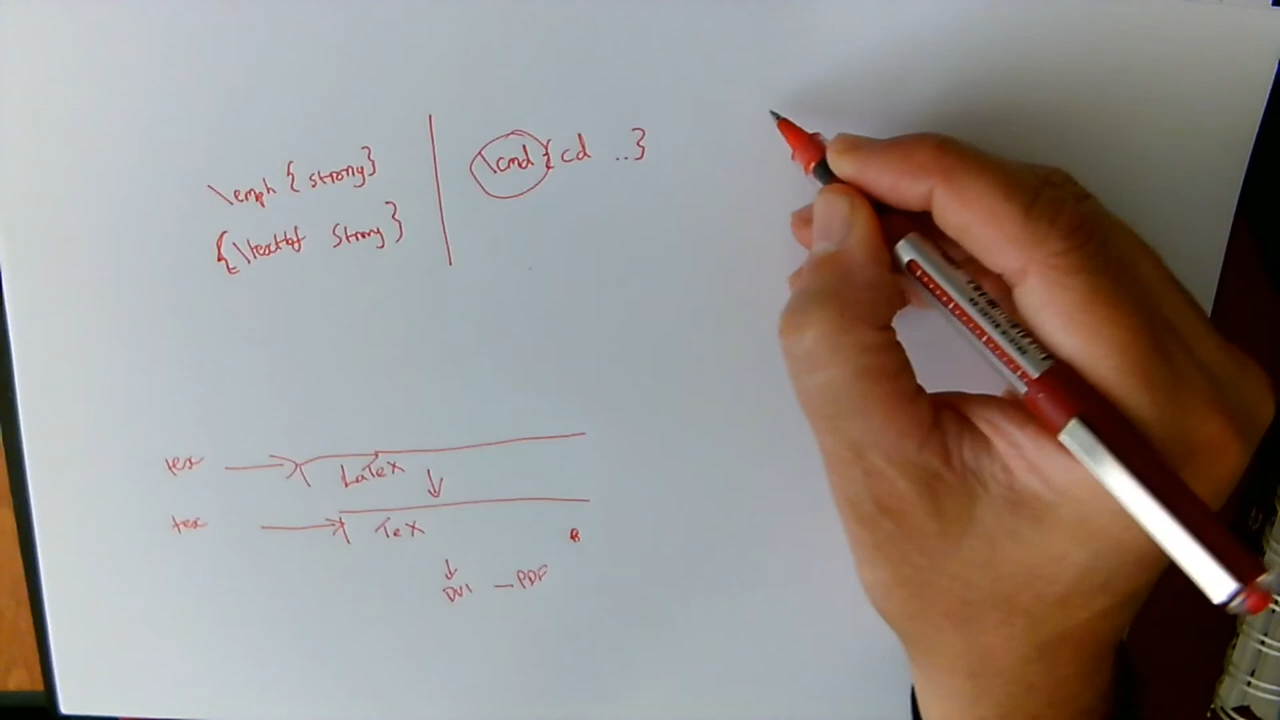 \emph{ strong}
{\textbf Strong}
\cmd{cd ..}
tex
LaTeX
tex
TeX
DVI — PDF